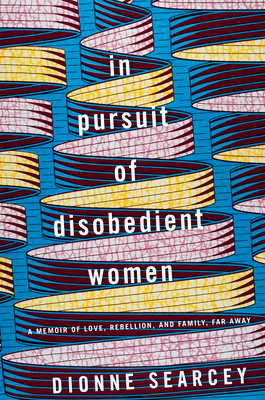 in
pursuit
of
disobedient
women
A MEMOIR OF LOVE, REBELLION, AND FAMILY, FAR AWAY
DIONNE SEARCEY